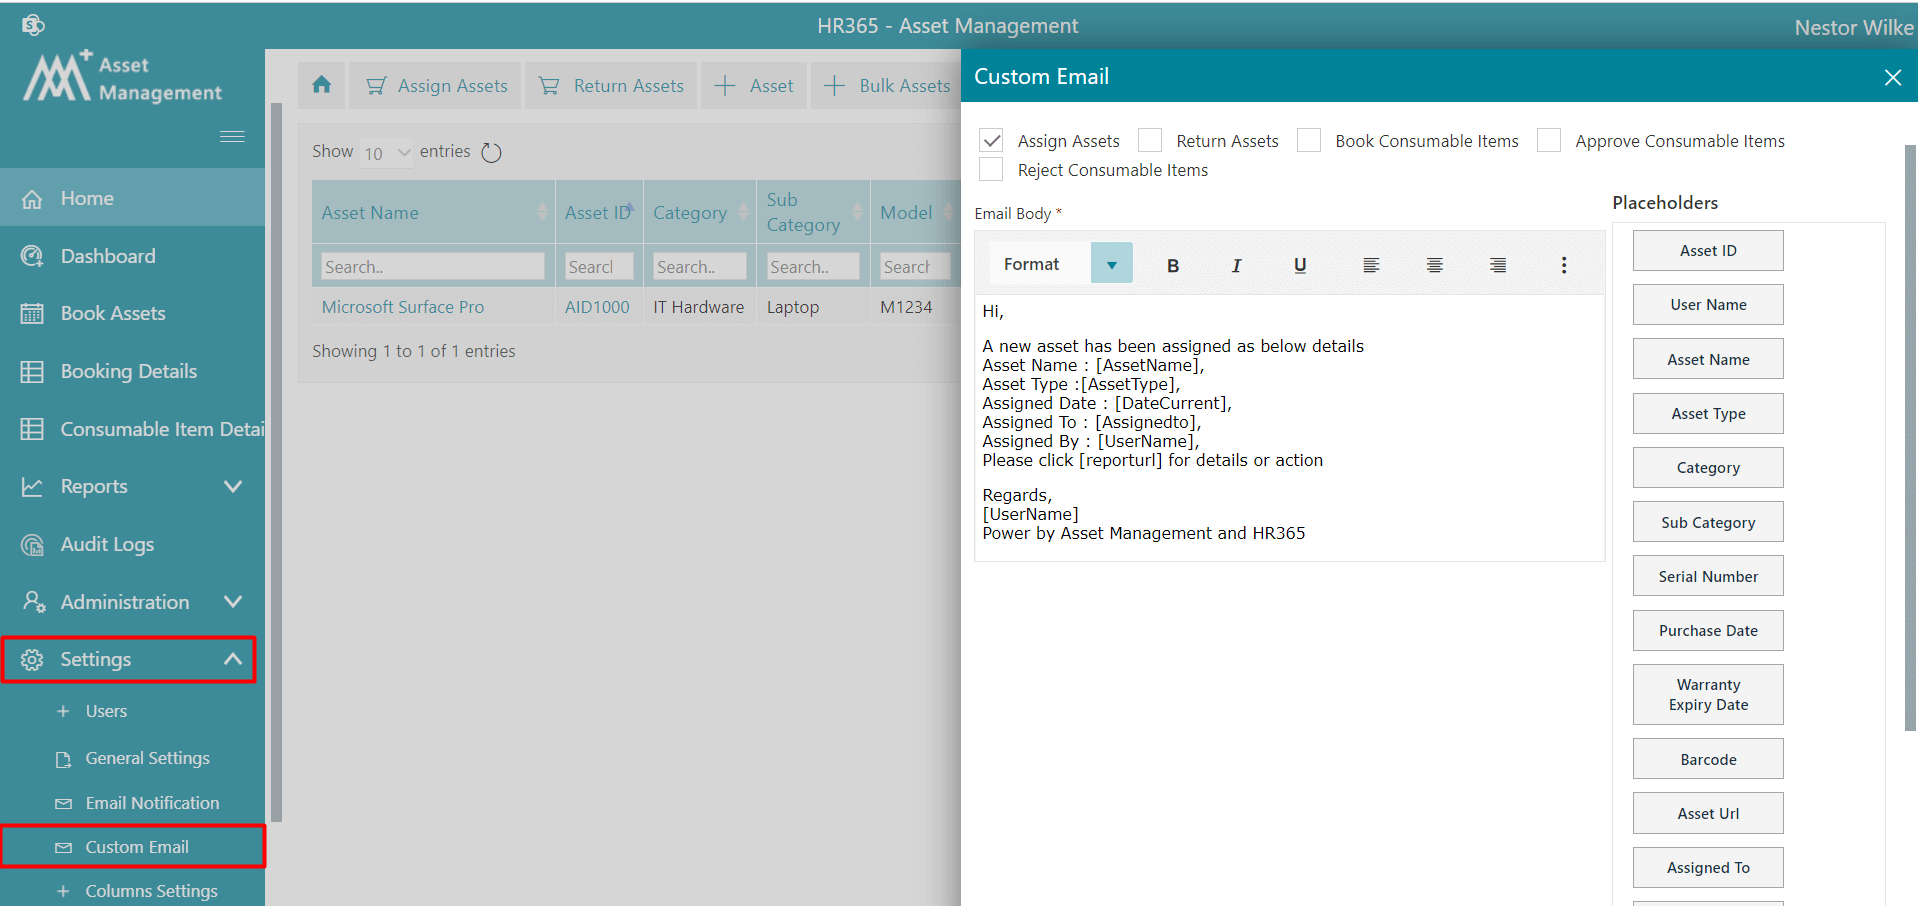 HR365 - Asset Management
Nestor Wilke
Asset
Management
Home
Dashboard
Book Assets
Booking Details
Consumable Item Detai
Reports
Audit Logs
Administration
Settings
Users
General Settings
Email Notification
Custom Email
Columns Settings
Assign Assets
Return Assets
Asset
Bulk Assets
Show 10 entries
Asset Name
Asset ID
Category
Sub
Category
Model
Search..
Search
Search..
Search..
Search
Microsoft Surface Pro
AID1000
IT Hardware
Laptop
M1234
Showing 1 to 1 of 1 entries
Custom Email
Assign Assets
Return Assets
Book Consumable Items
Approve Consumable Items
Reject Consumable Items
Email Body *
Format
B
I
U
Hi,
A new asset has been assigned as below details
Asset Name : [AssetName],
Asset Type :[AssetType],
Assigned Date : [DateCurrent],
Assigned To : [Assignedto],
Assigned By : [UserName],
Please click [reporturl] for details or action
Regards,
[UserName]
Power by Asset Management and HR365
Placeholders
Asset ID
User Name
Asset Name
Asset Type
Category
Sub Category
Serial Number
Purchase Date
Warranty
Expiry Date
Barcode
Asset Url
Assigned To